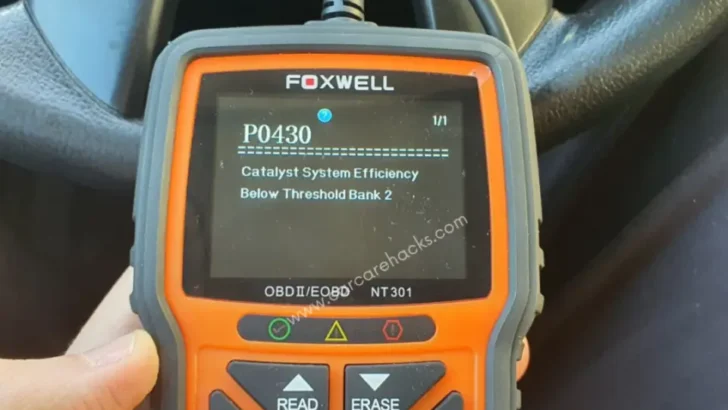 FOXWELL
?
1/1
P0430
Catalyst System Efficiency
Below Threshold Bank 2
www.carcarehacks.com
OBDII/EOBD NT301
READ ERASE